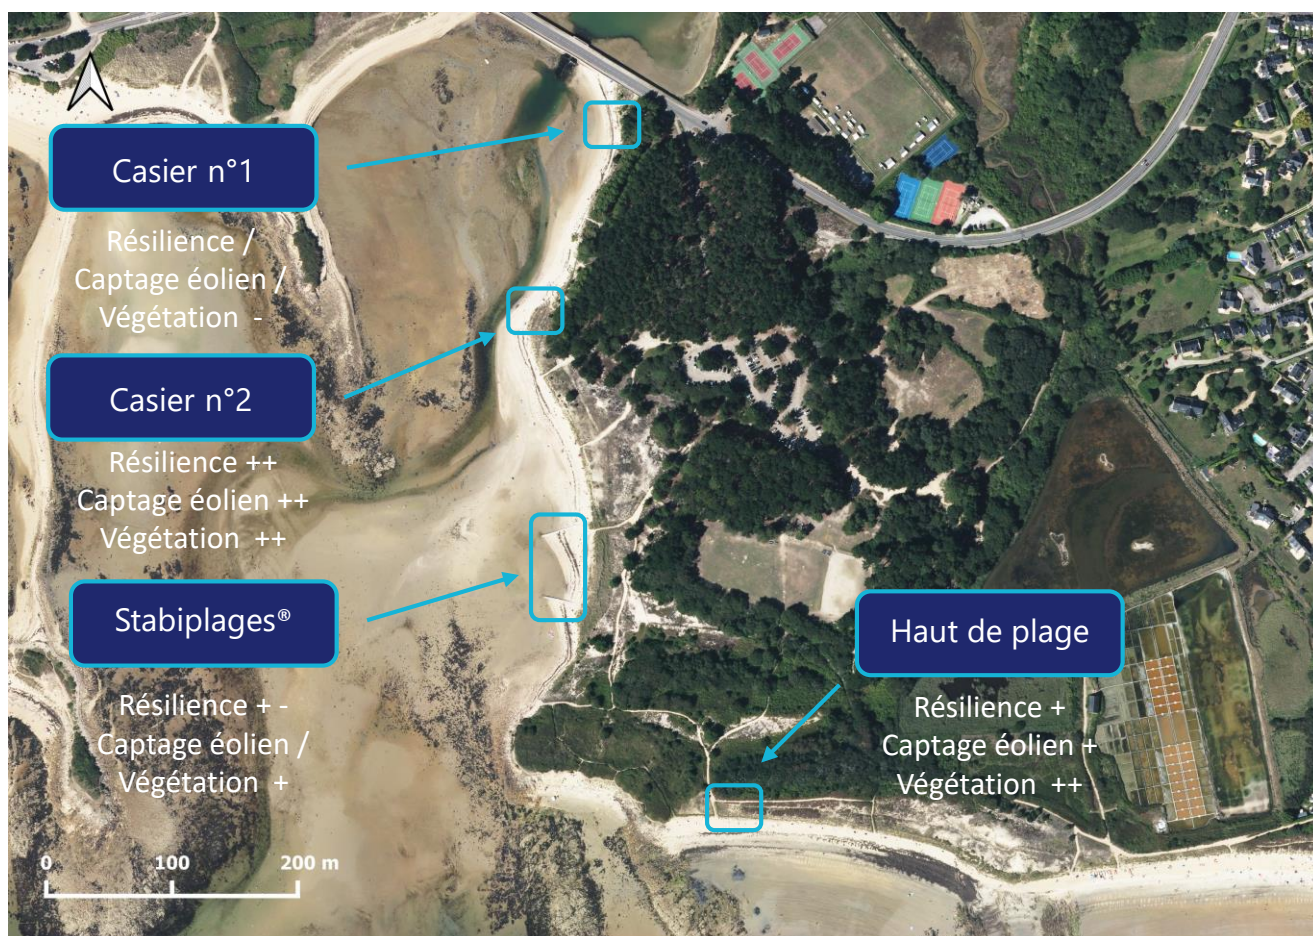 Casier n°1
Résilience /
Captage éolien /
Végétation -
Casier n°2
Résilience ++
Captage éolien ++
Végétation ++
Stabiplages®
Résilience + -
Captage éolien /
Végétation +
Haut de plage
Résilience +
Captage éolien +
Végétation ++
0 100 200 m